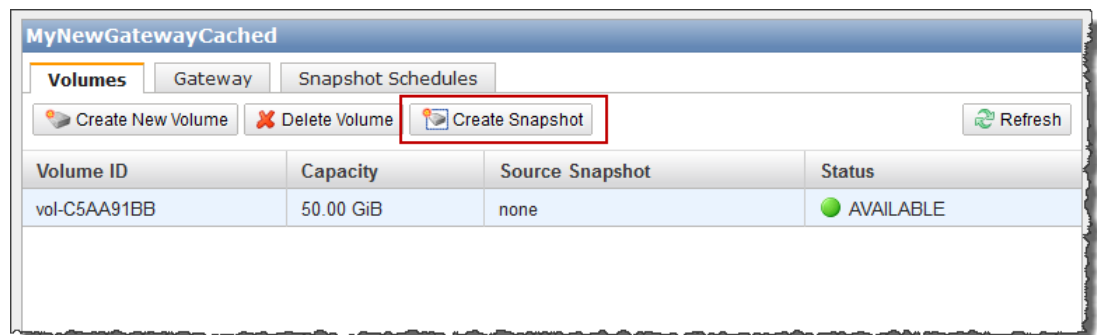 MyNewGatewayCached
Volumes Gateway Snapshot Schedules
Create New Volume Delete Volume Create Snapshot Refresh
Volume ID Capacity Source Snapshot Status
vol-C5AA91BB 50.00 GiB none AVAILABLE